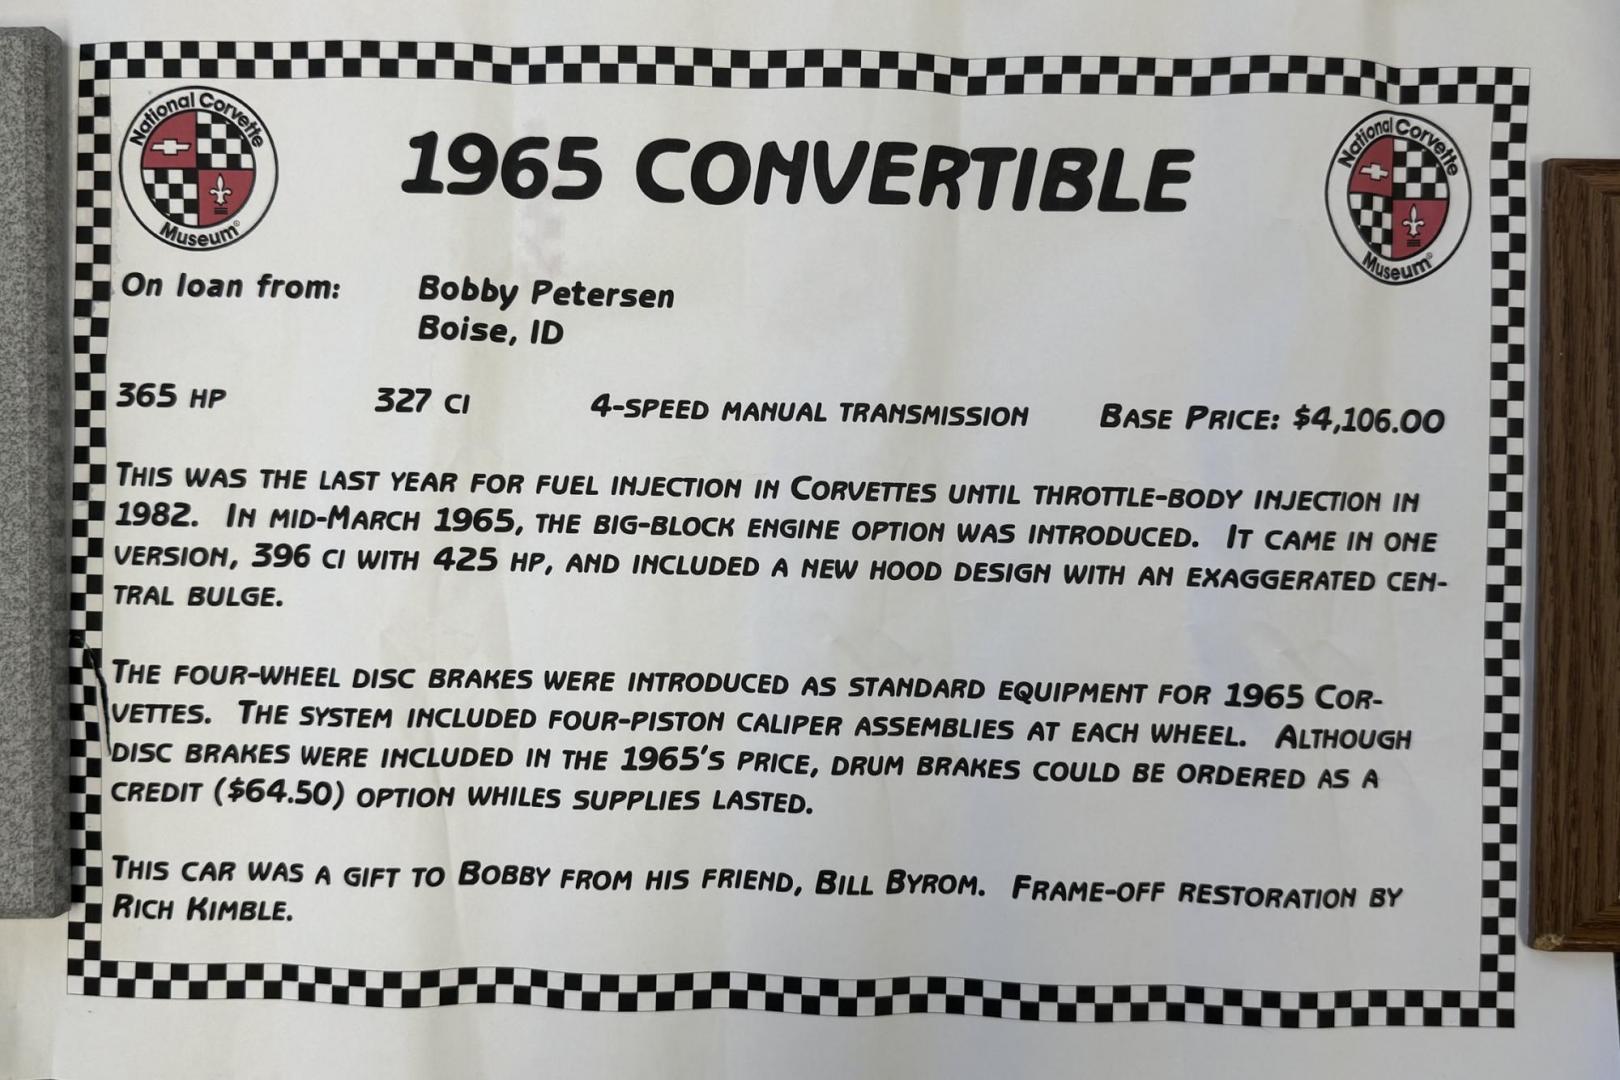 National Corvette
Museum®
1965 CONVERTIBLE
National Corvette
Museum®
On loan from: Bobby Petersen
Boise, ID
365 HP 327 CI 4-SPEED MANUAL TRANSMISSION BASE PRICE: $4,106.00
THIS WAS THE LAST YEAR FOR FUEL INJECTION IN CORVETTES UNTIL THROTTLE-BODY INJECTION IN
1982. IN MID-MARCH 1965, THE BIG-BLOCK ENGINE OPTION WAS INTRODUCED. IT CAME IN ONE
VERSION, 396 CI WITH 425 HP, AND INCLUDED A NEW HOOD DESIGN WITH AN EXAGGERATED CEN-
TRAL BULGE.
THE FOUR-WHEEL DISC BRAKES WERE INTRODUCED AS STANDARD EQUIPMENT FOR 1965 COR-
VETTES. THE SYSTEM INCLUDED FOUR-PISTON CALIPER ASSEMBLIES AT EACH WHEEL. ALTHOUGH
DISC BRAKES WERE INCLUDED IN THE 1965'S PRICE, DRUM BRAKES COULD BE ORDERED AS A
CREDIT ($64.50) OPTION WHILES SUPPLIES LASTED.
THIS CAR WAS A GIFT TO BOBBY FROM HIS FRIEND, BILL BYROM. FRAME-OFF RESTORATION BY
RICH KIMBLE.